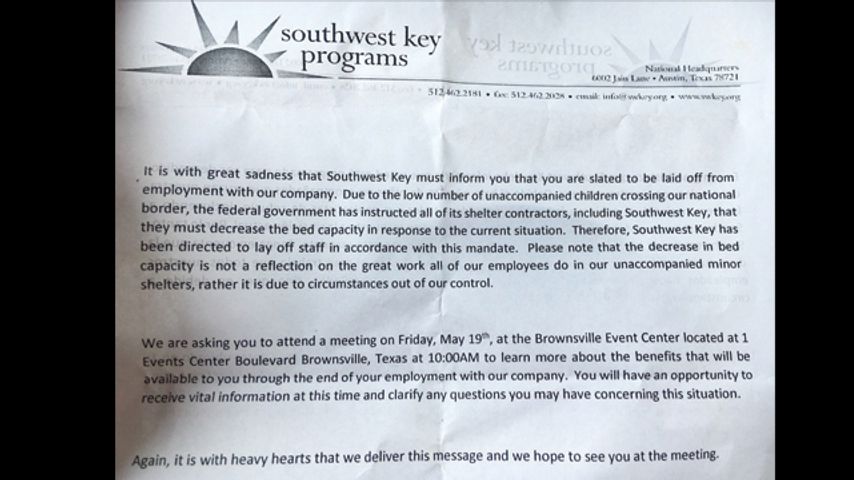 southwest key
programs
National Headquarters
6002 Jain Lane • Austin, Texas 78721
512.462.2181 • fax: 512.462.2028 • email: info@swkey.org • www.swkey.org
It is with great sadness that Southwest Key must inform you that you are slated to be laid off from
employment with our company. Due to the low number of unaccompanied children crossing our national
border, the federal government has instructed all of its shelter contractors, including Southwest Key, that
they must decrease the bed capacity in response to the current situation. Therefore, Southwest Key has
been directed to lay off staff in accordance with this mandate. Please note that the decrease in bed
capacity is not a reflection on the great work all of our employees do in our unaccompanied minor
shelters, rather it is due to circumstances out of our control.
We are asking you to attend a meeting on Friday, May 19th, at the Brownsville Event Center located at 1
Events Center Boulevard Brownsville, Texas at 10:00AM to learn more about the benefits that will be
available to you through the end of your employment with our company. You will have an opportunity to
receive vital information at this time and clarify any questions you may have concerning this situation.
Again, it is with heavy hearts that we deliver this message and we hope to see you at the meeting.